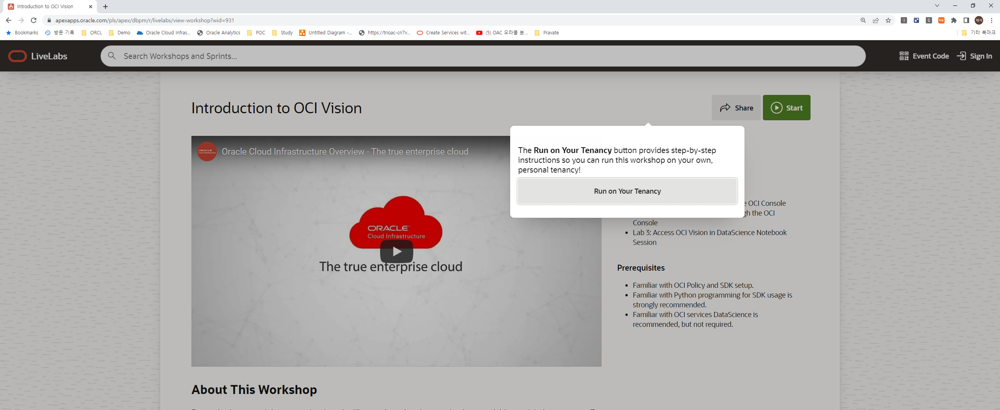 Introduction to OCI Vision
apexapps.oracle.com/pls/apex/dbpm/r/livelabs/view-workshop?wid=931
재석
Bookmarks
방문 기록
ORCL
Demo
Oracle Cloud Infras...
Oracle Analytics
POC
Study
Untitled Diagram -...
https://trioac-cn7v...
Create Services wit...
(5) OAC 오라클 분...
Pravate
기타 북마크
LiveLabs
Search Workshops and Sprints...
Event Code
Sign In
Introduction to OCI Vision
Share
Start
ORACLE
Cloud Infrastructure
Oracle Cloud Infrastructure Overview - The true enterprise cloud
ORACLE
Cloud Infrastructure
The true enterprise cloud
The Run on Your Tenancy button provides step-by-step
instructions so you can run this workshop on your own,
personal tenancy!
Run on Your Tenancy
OCI Console
the OCI
Console
Lab 3: Access OCI Vision in DataScience Notebook
Session
Prerequisites
Familiar with OCI Policy and SDK setup.
Familiar with Python programming for SDK usage is
strongly recommended.
Familiar with OCI services DataScience is
recommended, but not required.
About This Workshop